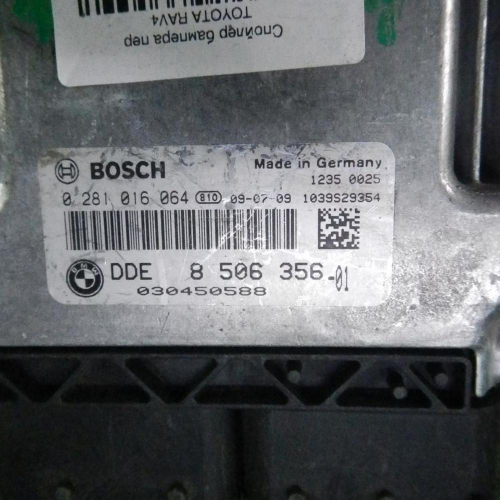 Спойлер бампера пер
TOYOTA RAV4
BOSCH Made in Germany
1235 0025
0 281 016 064 810 09-07-09 1039S29354
BMW DDE 8 506 356-01
030450588